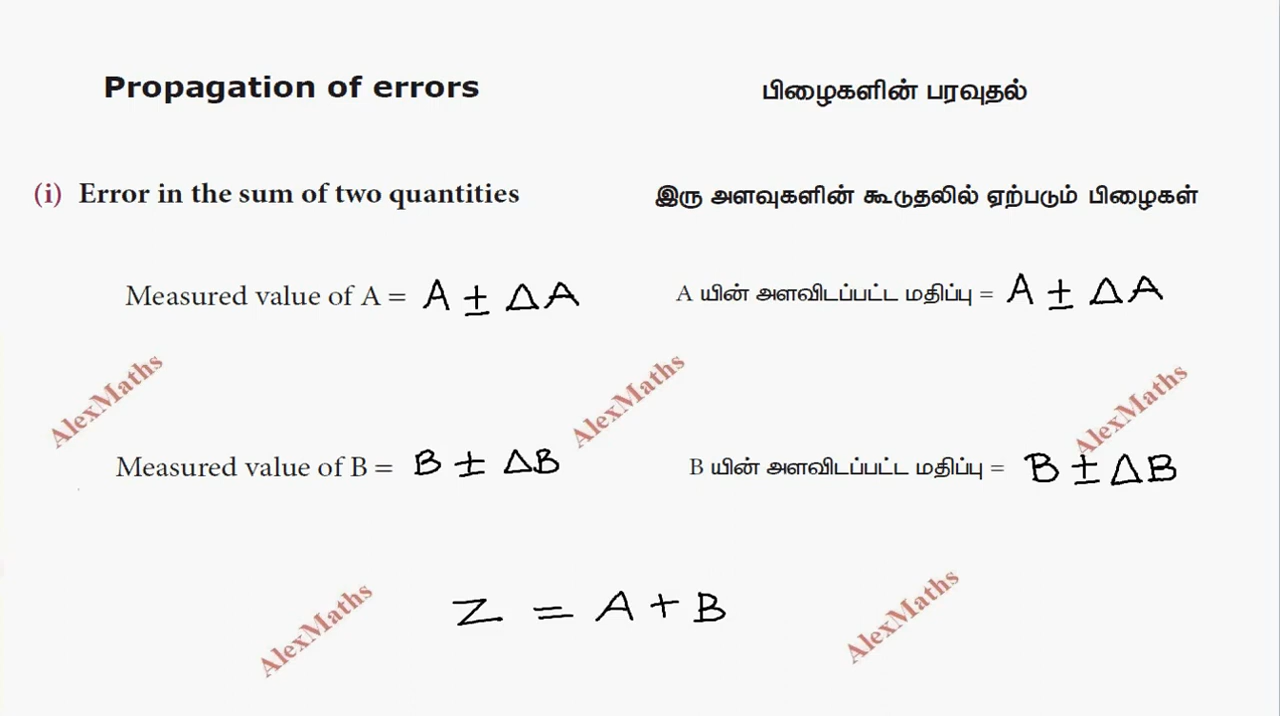 Propagation of errors பிழைகளின் பரவுதல்
(i) Error in the sum of two quantities இரு அளவுகளின் கூடுதலில் ஏற்படும் பிழைகள்
Measured value of A = A ± ΔA A யின் அளவிடப்பட்ட மதிப்பு = A ± ΔA
AlexMaths AlexMaths AlexMaths
Measured value of B = B ± ΔB B யின் அளவிடப்பட்ட மதிப்பு = B ± ΔB
Z = A + B
AlexMaths AlexMaths